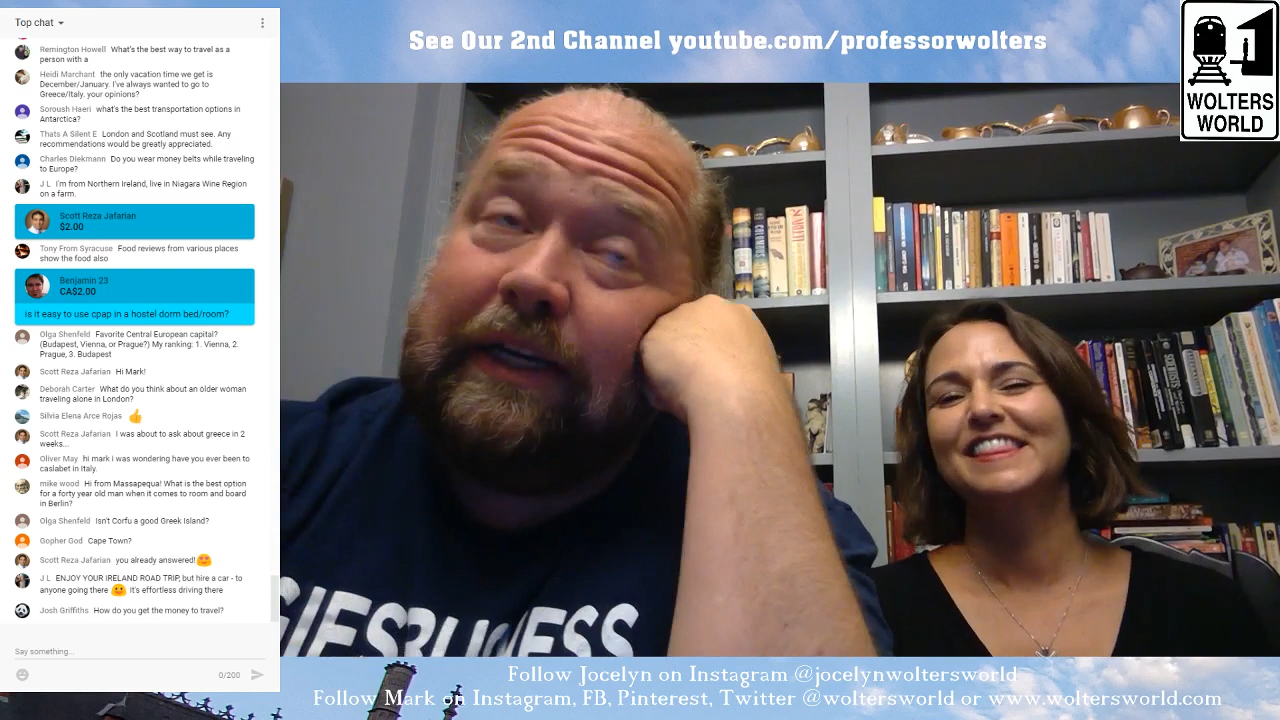 Top chat
Remington Howell What's the best way to travel as a
person with a
Heidi Marchant the only vacation time we get is
December/January. I've always wanted to go to
Greece/Italy. your opinions?
Soroush Haeri what's the best transportation options in
Antarctica?
Thats A Silent E London and Scotland must see. Any
recommendations would be greatly appreciated.
Charles Diekmann Do you wear money belts while traveling
to Europe?
J L I'm from Northern Ireland, live in Niagara Wine Region
on a farm.
Scott Reza Jafarian
$2.00
Tony From Syracuse Food reviews from various places
show the food also
Benjamin 23
CA$2.00
is it easy to use cpap in a hostel dorm bed/room?
Olga Shenfeld Favorite Central European capital?
(Budapest, Vienna, or Prague?) My ranking: 1. Vienna, 2.
Prague, 3. Budapest
Scott Reza Jafarian Hi Mark!
Deborah Carter What do you think about an older woman
traveling alone in London?
Silvia Elena Arce Rojas 👍
Scott Reza Jafarian I was about to ask about greece in 2
weeks...
Oliver May hi mark i was wondering have you ever been to
caslabet in Italy.
mike wood Hi from Massapequa! What is the best option
for a forty year old man when it comes to room and board
in Berlin?
Olga Shenfeld Isn't Corfu a good Greek Island?
Gopher God Cape Town?
Scott Reza Jafarian you already answered!😍
J L ENJOY YOUR IRELAND ROAD TRIP, but hire a car - to
anyone going there 🙂 It's effortless driving there
Josh Griffiths How do you get the money to travel?
Say something...
0/200
See Our 2nd Channel youtube.com/professorwolters
WOLTERS
WORLD
Follow Jocelyn on Instagram @jocelynwoltersworld
Follow Mark on Instagram, FB, Pinterest, Twitter @woltersworld or www.woltersworld.com